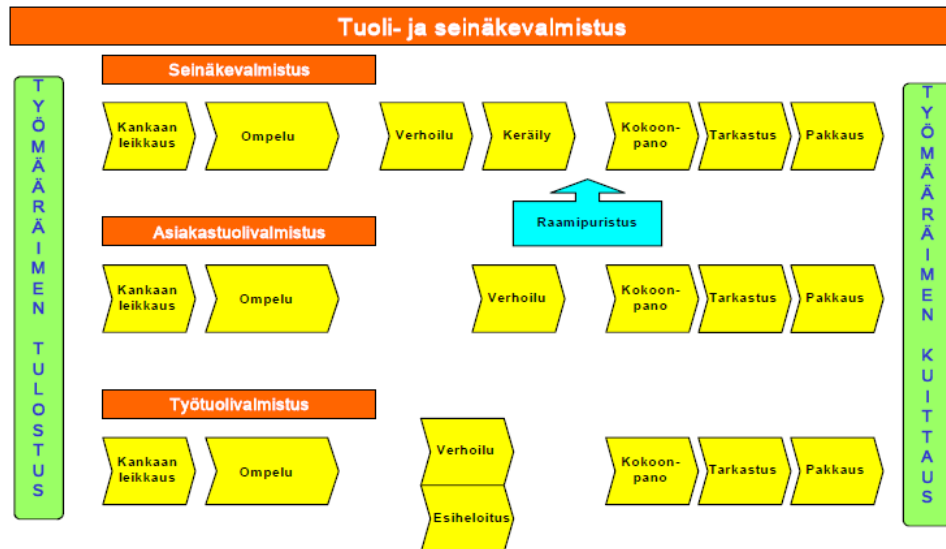 Tuoli- ja seinäkevalmistus
TYÖMÄÄRÄIMEN TULOSTUS
Seinäkevalmistus
Kankaan
leikkaus
Ompelu
Verhoilu
Keräily
Kokoon-
pano
Tarkastus
Pakkaus
Raamipuristus
Asiakastuolivalmistus
Kankaan
leikkaus
Ompelu
Verhoilu
Kokoon-
pano
Tarkastus
Pakkaus
Työtuolivalmistus
Kankaan
leikkaus
Ompelu
Verhoilu
Esiheloitus
Kokoon-
pano
Tarkastus
Pakkaus
TYÖMÄÄRÄIMEN KUITTAUS